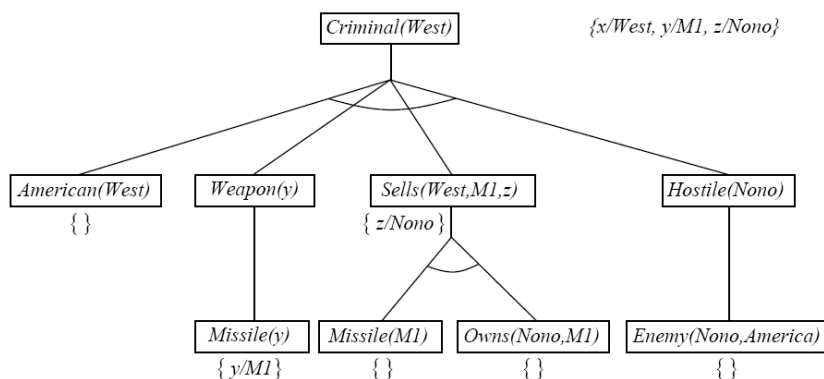 Criminal(West) {x/West, y/M1, z/Nono}
American(West) Weapon(y) Sells(West,M1,z) Hostile(Nono)
{ } { z/Nono }
Missile(y) Missile(M1) Owns(Nono,M1) Enemy(Nono,America)
{ y/M1} { } { } { }